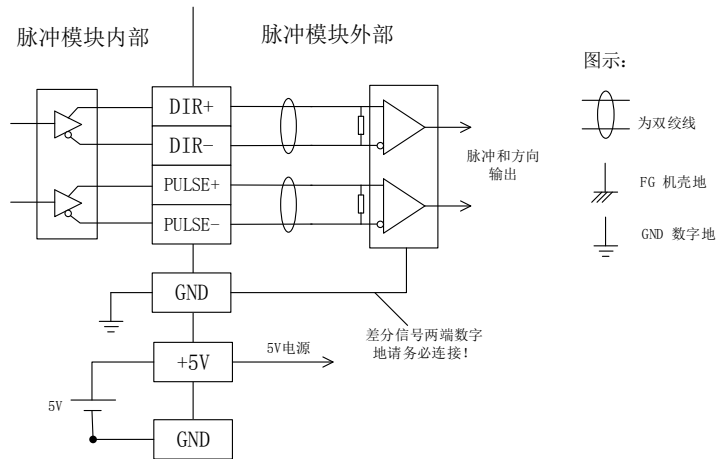 脉冲模块内部
脉冲模块外部
DIR+
DIR-
PULSE+
PULSE-
GND
+5V
GND
5V
5V电源
脉冲和方向
输出
差分信号两端数字
地请务必连接!
图示:
为双绞线
FG 机壳地
GND 数字地